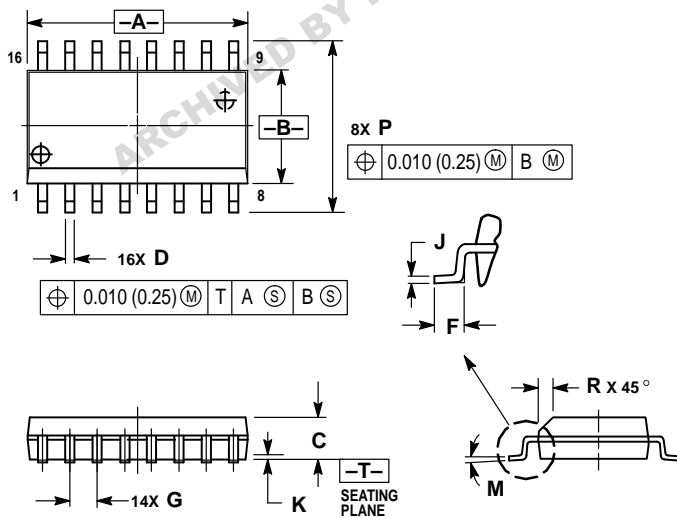 –A–
16
9
–B–
8X P
⌖ 0.010 (0.25) Ⓜ B Ⓜ
1
8
J
16X D
⌖ 0.010 (0.25) Ⓜ T A Ⓢ B Ⓢ
F
R X 45°
C
–T–
M
14X G
K
SEATING
PLANE
ARCHIVED BY